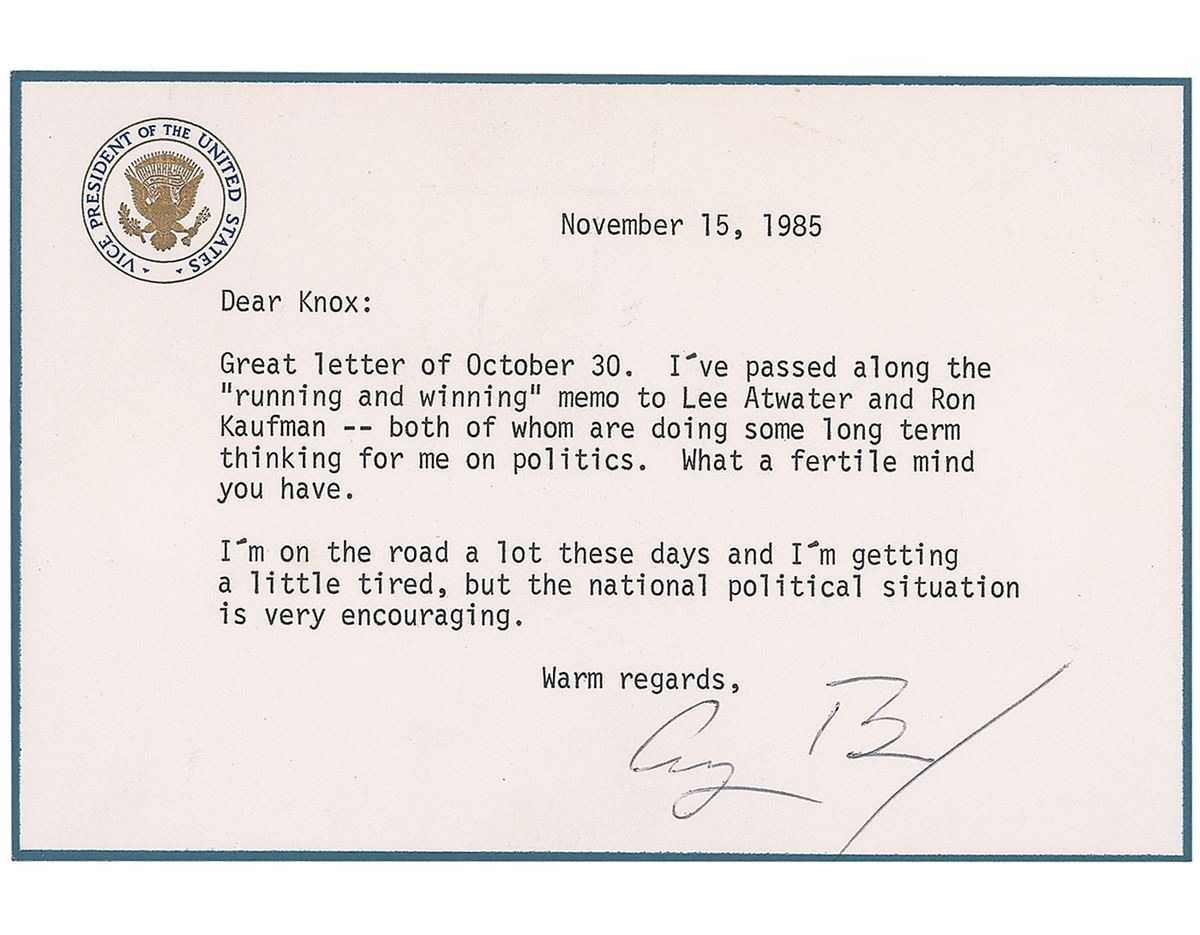 VICE PRESIDENT OF THE UNITED STATES
November 15, 1985
Dear Knox:
Great letter of October 30.  I´ve passed along the
"running and winning" memo to Lee Atwater and Ron
Kaufman -- both of whom are doing some long term
thinking for me on politics.  What a fertile mind
you have.
I´m on the road a lot these days and I´m getting
a little tired, but the national political situation
is very encouraging.
Warm regards,